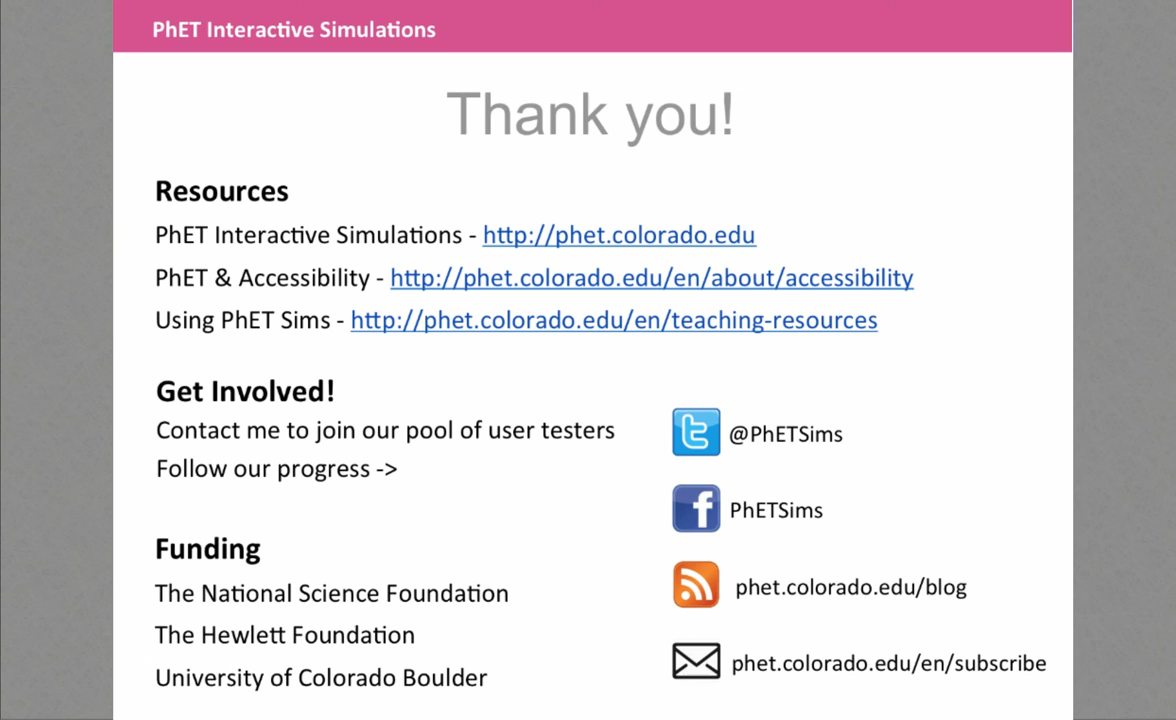 PhET Interactive Simulations
Thank you!
Resources
PhET Interactive Simulations - http://phet.colorado.edu
PhET & Accessibility - http://phet.colorado.edu/en/about/accessibility
Using PhET Sims - http://phet.colorado.edu/en/teaching-resources
Get Involved!
Contact me to join our pool of user testers
Follow our progress ->
@PhETSims
PhETSims
phet.colorado.edu/blog
phet.colorado.edu/en/subscribe
Funding
The National Science Foundation
The Hewlett Foundation
University of Colorado Boulder